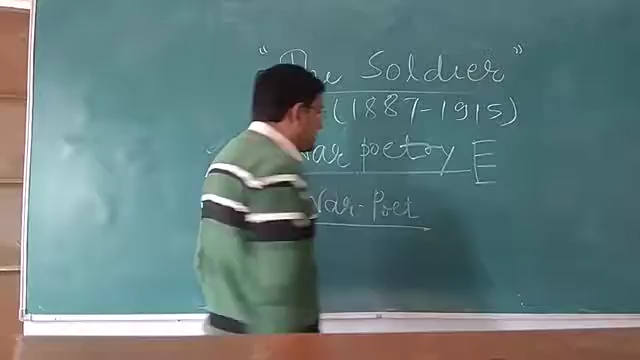 "The Soldier"
(1887-1915)
War poetry E
War-Poet